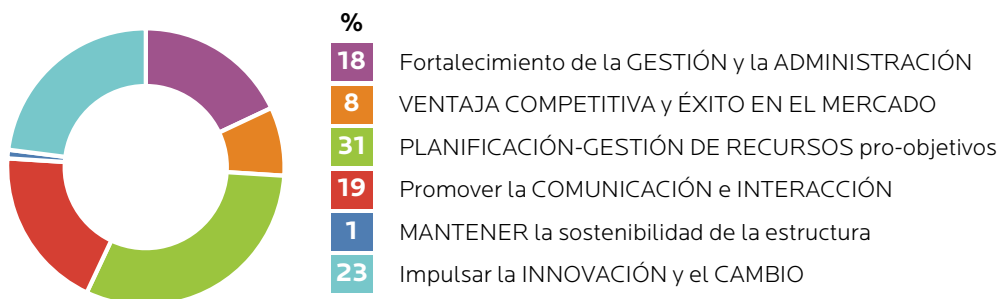 %
18 Fortalecimiento de la GESTIÓN y la ADMINISTRACIÓN
8 VENTAJA COMPETITIVA y ÉXITO EN EL MERCADO
31 PLANIFICACIÓN-GESTIÓN DE RECURSOS pro-objetivos
19 Promover la COMUNICACIÓN e INTERACCIÓN
1 MANTENER la sostenibilidad de la estructura
23 Impulsar la INNOVACIÓN y el CAMBIO